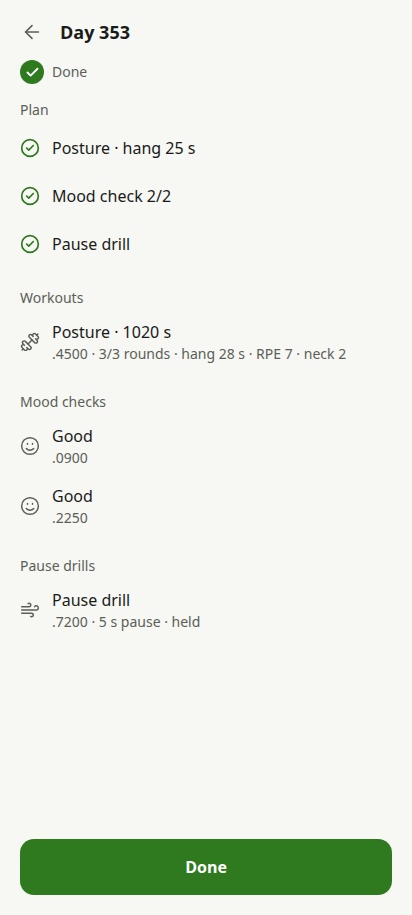 Day 353
Done
Plan
Posture · hang 25 s
Mood check 2/2
Pause drill
Workouts
Posture · 1020 s
.4500 · 3/3 rounds · hang 28 s · RPE 7 · neck 2
Mood checks
Good
.0900
Good
.2250
Pause drills
Pause drill
.7200 · 5 s pause · held
Done